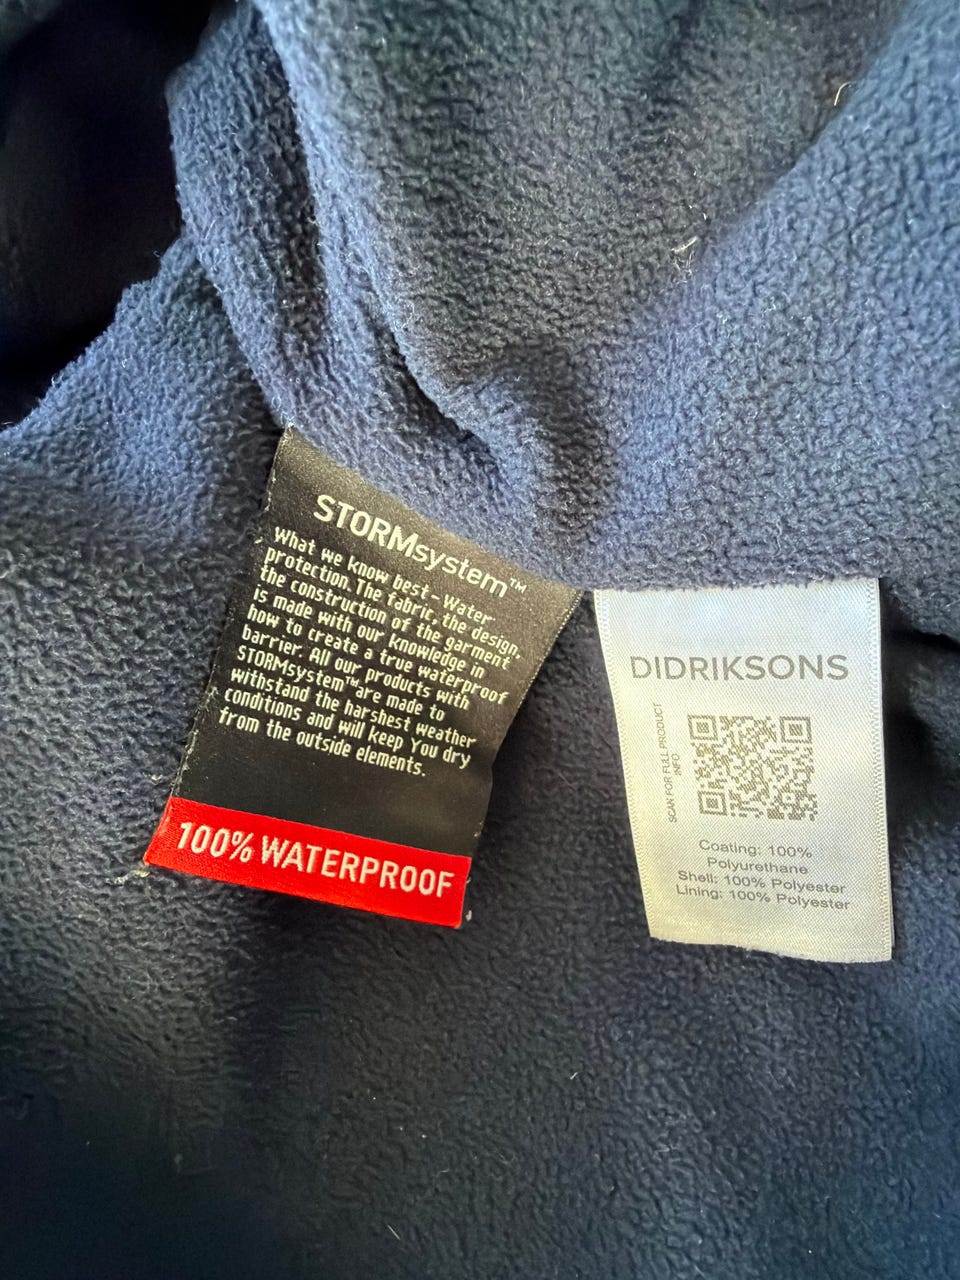 STORMsystem™
What we know best - Water
protection. The fabric, the design,
the construction of the garment
is made with our knowledge in
how to create a true waterproof
barrier. All our products with
STORMsystem™ are made to
withstand the harshest weather
conditions and will keep You dry
from the outside elements.
100% WATERPROOF
DIDRIKSONS
SCAN FOR FULL PRODUCT
INFO
Coating: 100%
Polyurethane
Shell: 100% Polyester
Lining: 100% Polyester